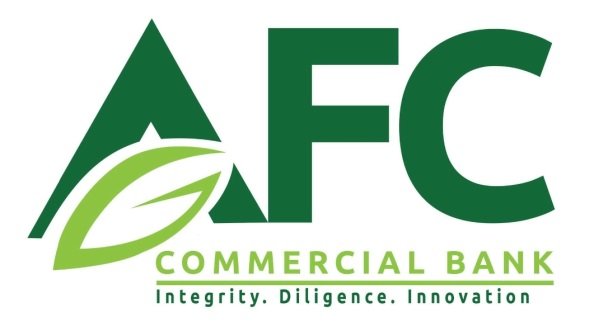 AFC
COMMERCIAL BANK
Integrity. Diligence. Innovation